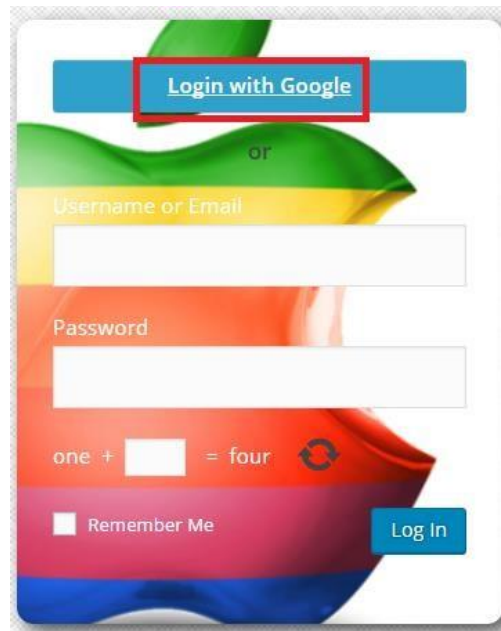 Login with Google
or
Username or Email
Password
one + = four
Remember Me
Log In